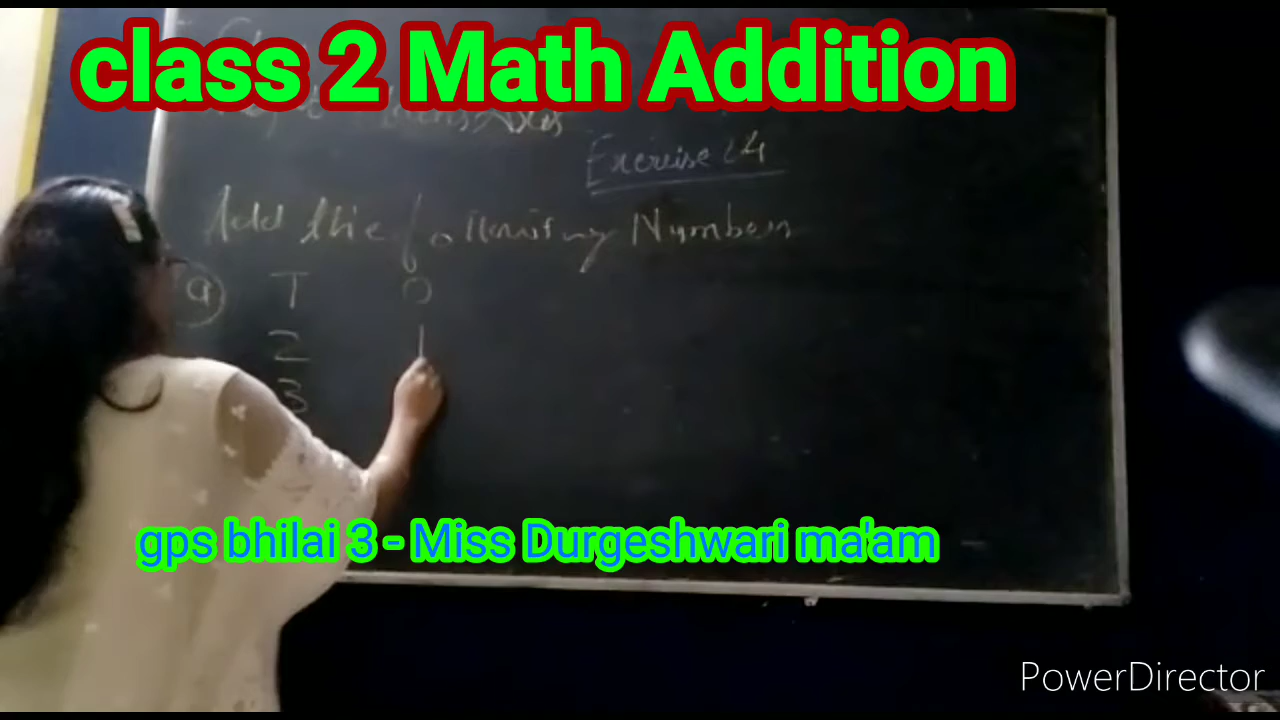 class 2 Math Addition
Exercise 24
Add the following Numbers
a T O
2 1
3
gps bhilai 3 - Miss Durgeshwari ma'am
PowerDirector